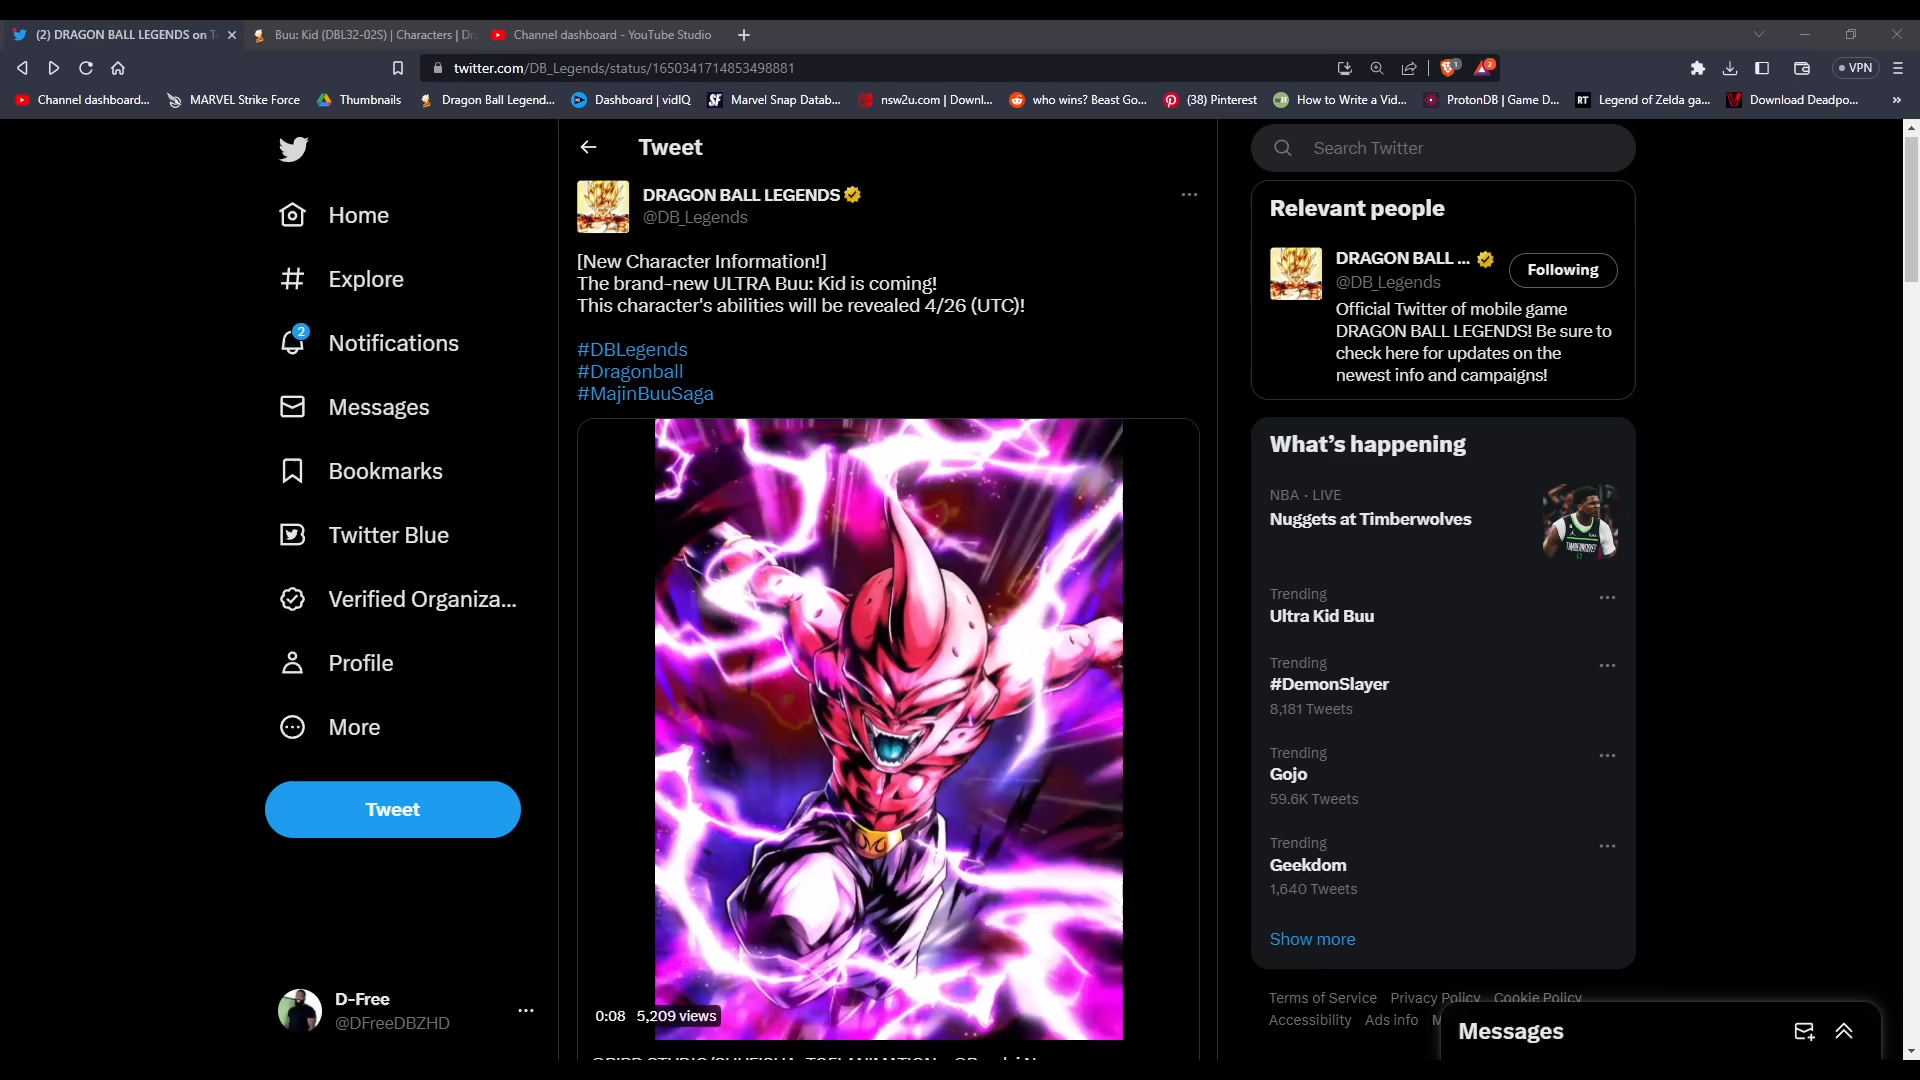 (2) DRAGON BALL LEGENDS on T
Buu: Kid (DBL32-02S) | Characters | Dra
Channel dashboard - YouTube Studio
twitter.com/DB_Legends/status/1650341714853498881
1
2
VPN
Channel dashboard...
MARVEL Strike Force
Thumbnails
Dragon Ball Legend...
Dashboard | vidIQ
SF Marvel Snap Datab...
nsw2u.com | Downl...
who wins? Beast Go...
(38) Pinterest
How to Write a Vid...
ProtonDB | Game D...
RT Legend of Zelda ga...
Download Deadpo...
Home
Explore
2
Notifications
Messages
Bookmarks
Twitter Blue
Verified Organiza...
Profile
More
Tweet
D-Free
@DFreeDBZHD
Tweet
DRAGON BALL LEGENDS
@DB_Legends
[New Character Information!]
The brand-new ULTRA Buu: Kid is coming!
This character's abilities will be revealed 4/26 (UTC)!
#DBLegends
#Dragonball
#MajinBuuSaga
0:08 5,209 views
Search Twitter
Relevant people
DRAGON BALL ...
@DB_Legends
Following
Official Twitter of mobile game
DRAGON BALL LEGENDS! Be sure to
check here for updates on the
newest info and campaigns!
What's happening
NBA · LIVE
Nuggets at Timberwolves
Trending
Ultra Kid Buu
Trending
#DemonSlayer
8,181 Tweets
Trending
Gojo
59.6K Tweets
Trending
Geekdom
1,640 Tweets
Show more
Terms of Service Privacy Policy Cookie Policy
Accessibility Ads info
Messages